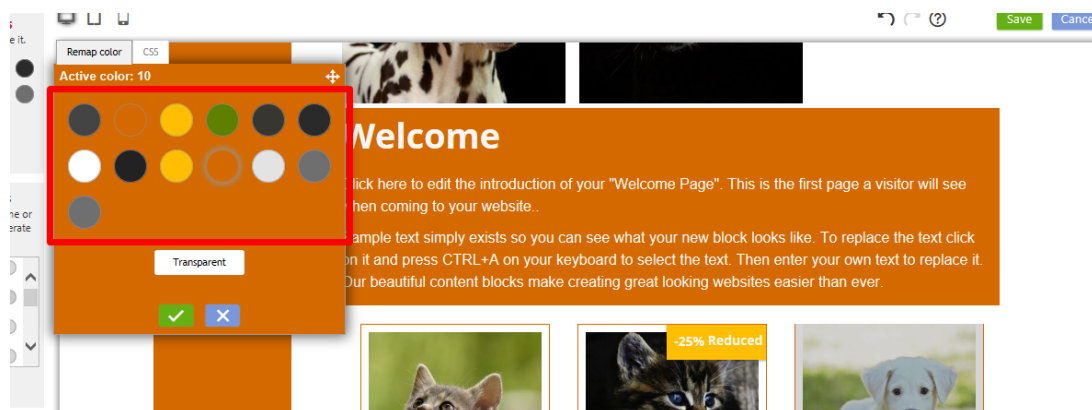 Save
Cance
s
e it.
Remap color
CSS
Active color: 10
Welcome
lick here to edit the introduction of your "Welcome Page". This is the first page a visitor will see
hen coming to your website..
ample text simply exists so you can see what your new block looks like. To replace the text click
on it and press CTRL+A on your keyboard to select the text. Then enter your own text to replace it.
Our beautiful content blocks make creating great looking websites easier than ever.
s
ne or
erate
Transparent
-25% Reduced